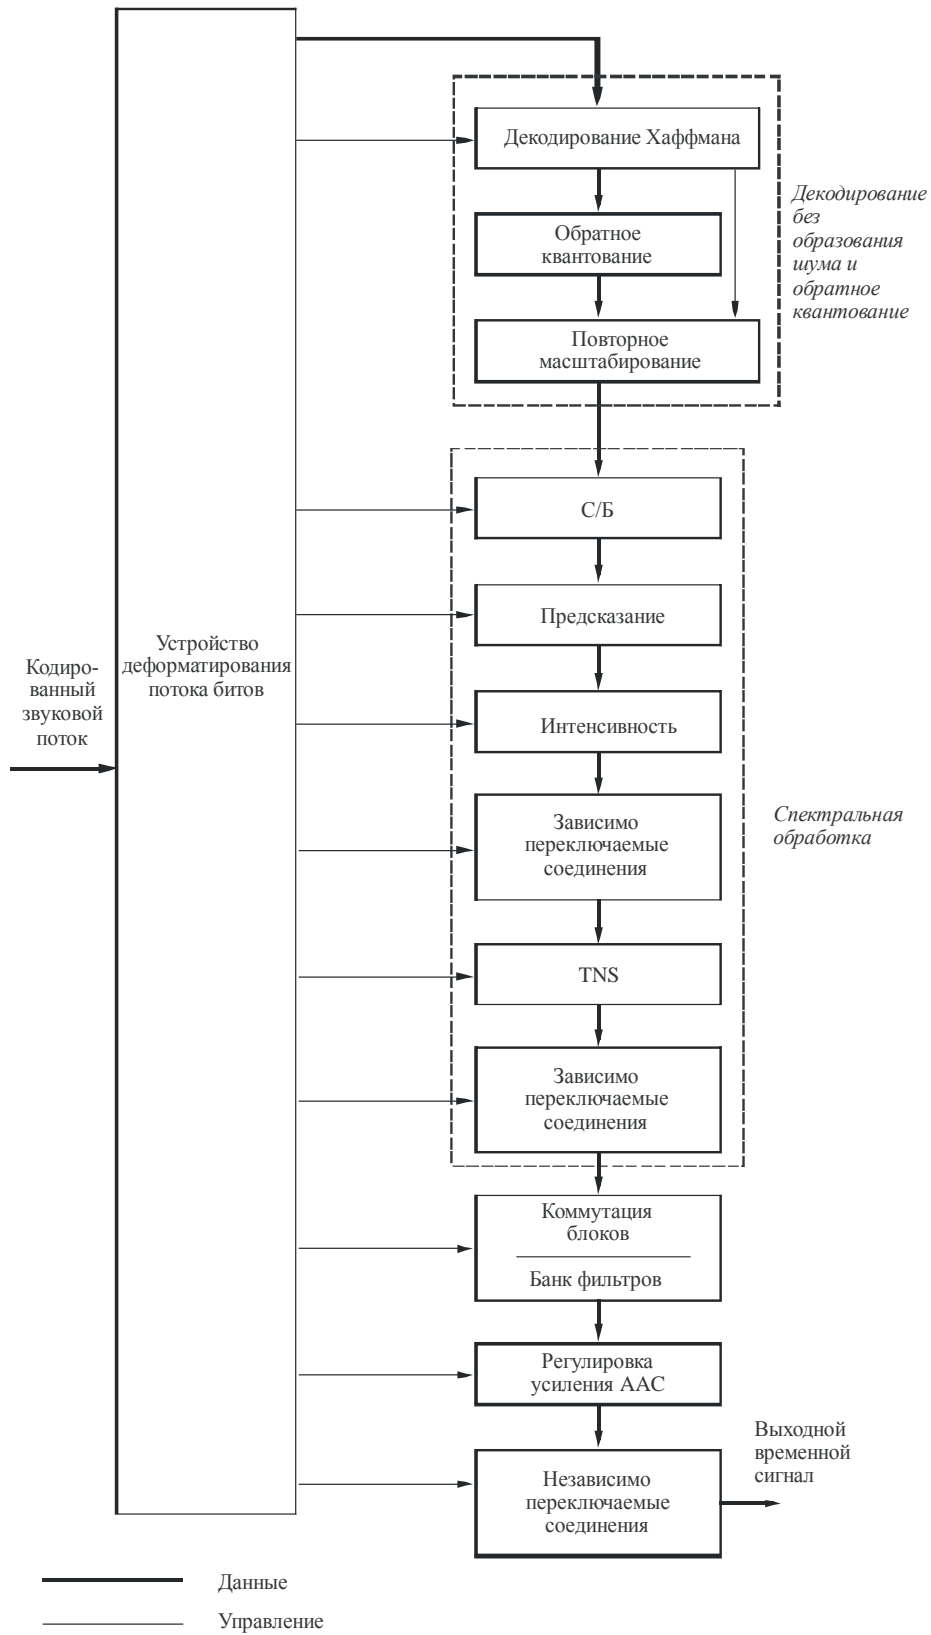 Декодирование Хаффмана
Декодирование
без
образования
шума и
обратное
квантование
Обратное
квантование
Повторное
масштабирование
С/Б
Предсказание
Устройство
деформатирования
потока битов
Кодиро-
ванный
звуковой
поток
Интенсивность
Зависимо
переключаемые
соединения
Спектральная
обработка
TNS
Зависимо
переключаемые
соединения
Коммутация
блоков
Банк фильтров
Регулировка
усиления ААС
Выходной
временной
сигнал
Независимо
переключаемые
соединения
Данные
Управление